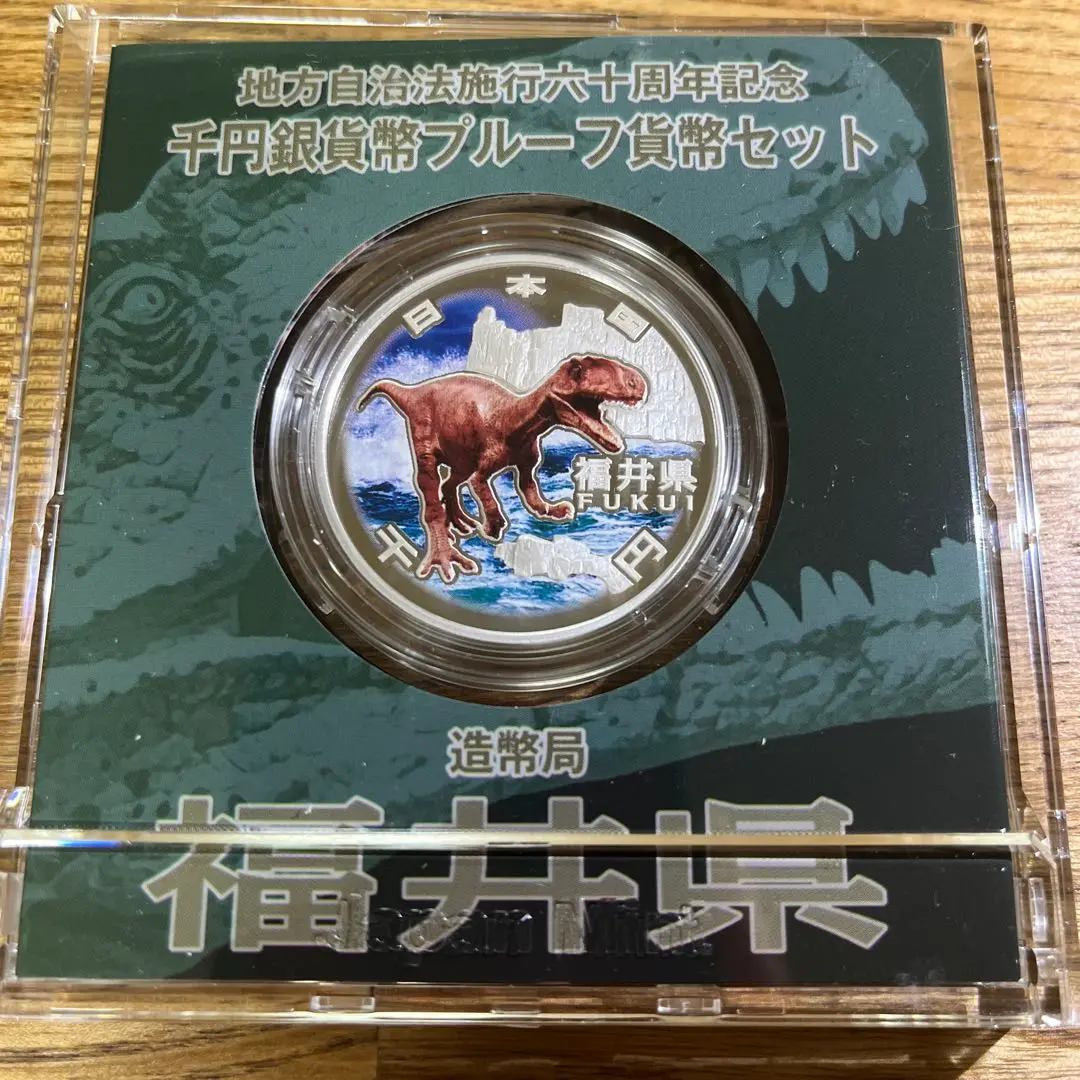 地方自治法施行六十周年記念
千円銀貨幣プルーフ貨幣セット
日本国
福井県
FUKUI
千円
造幣局
福井県
Japan Mint